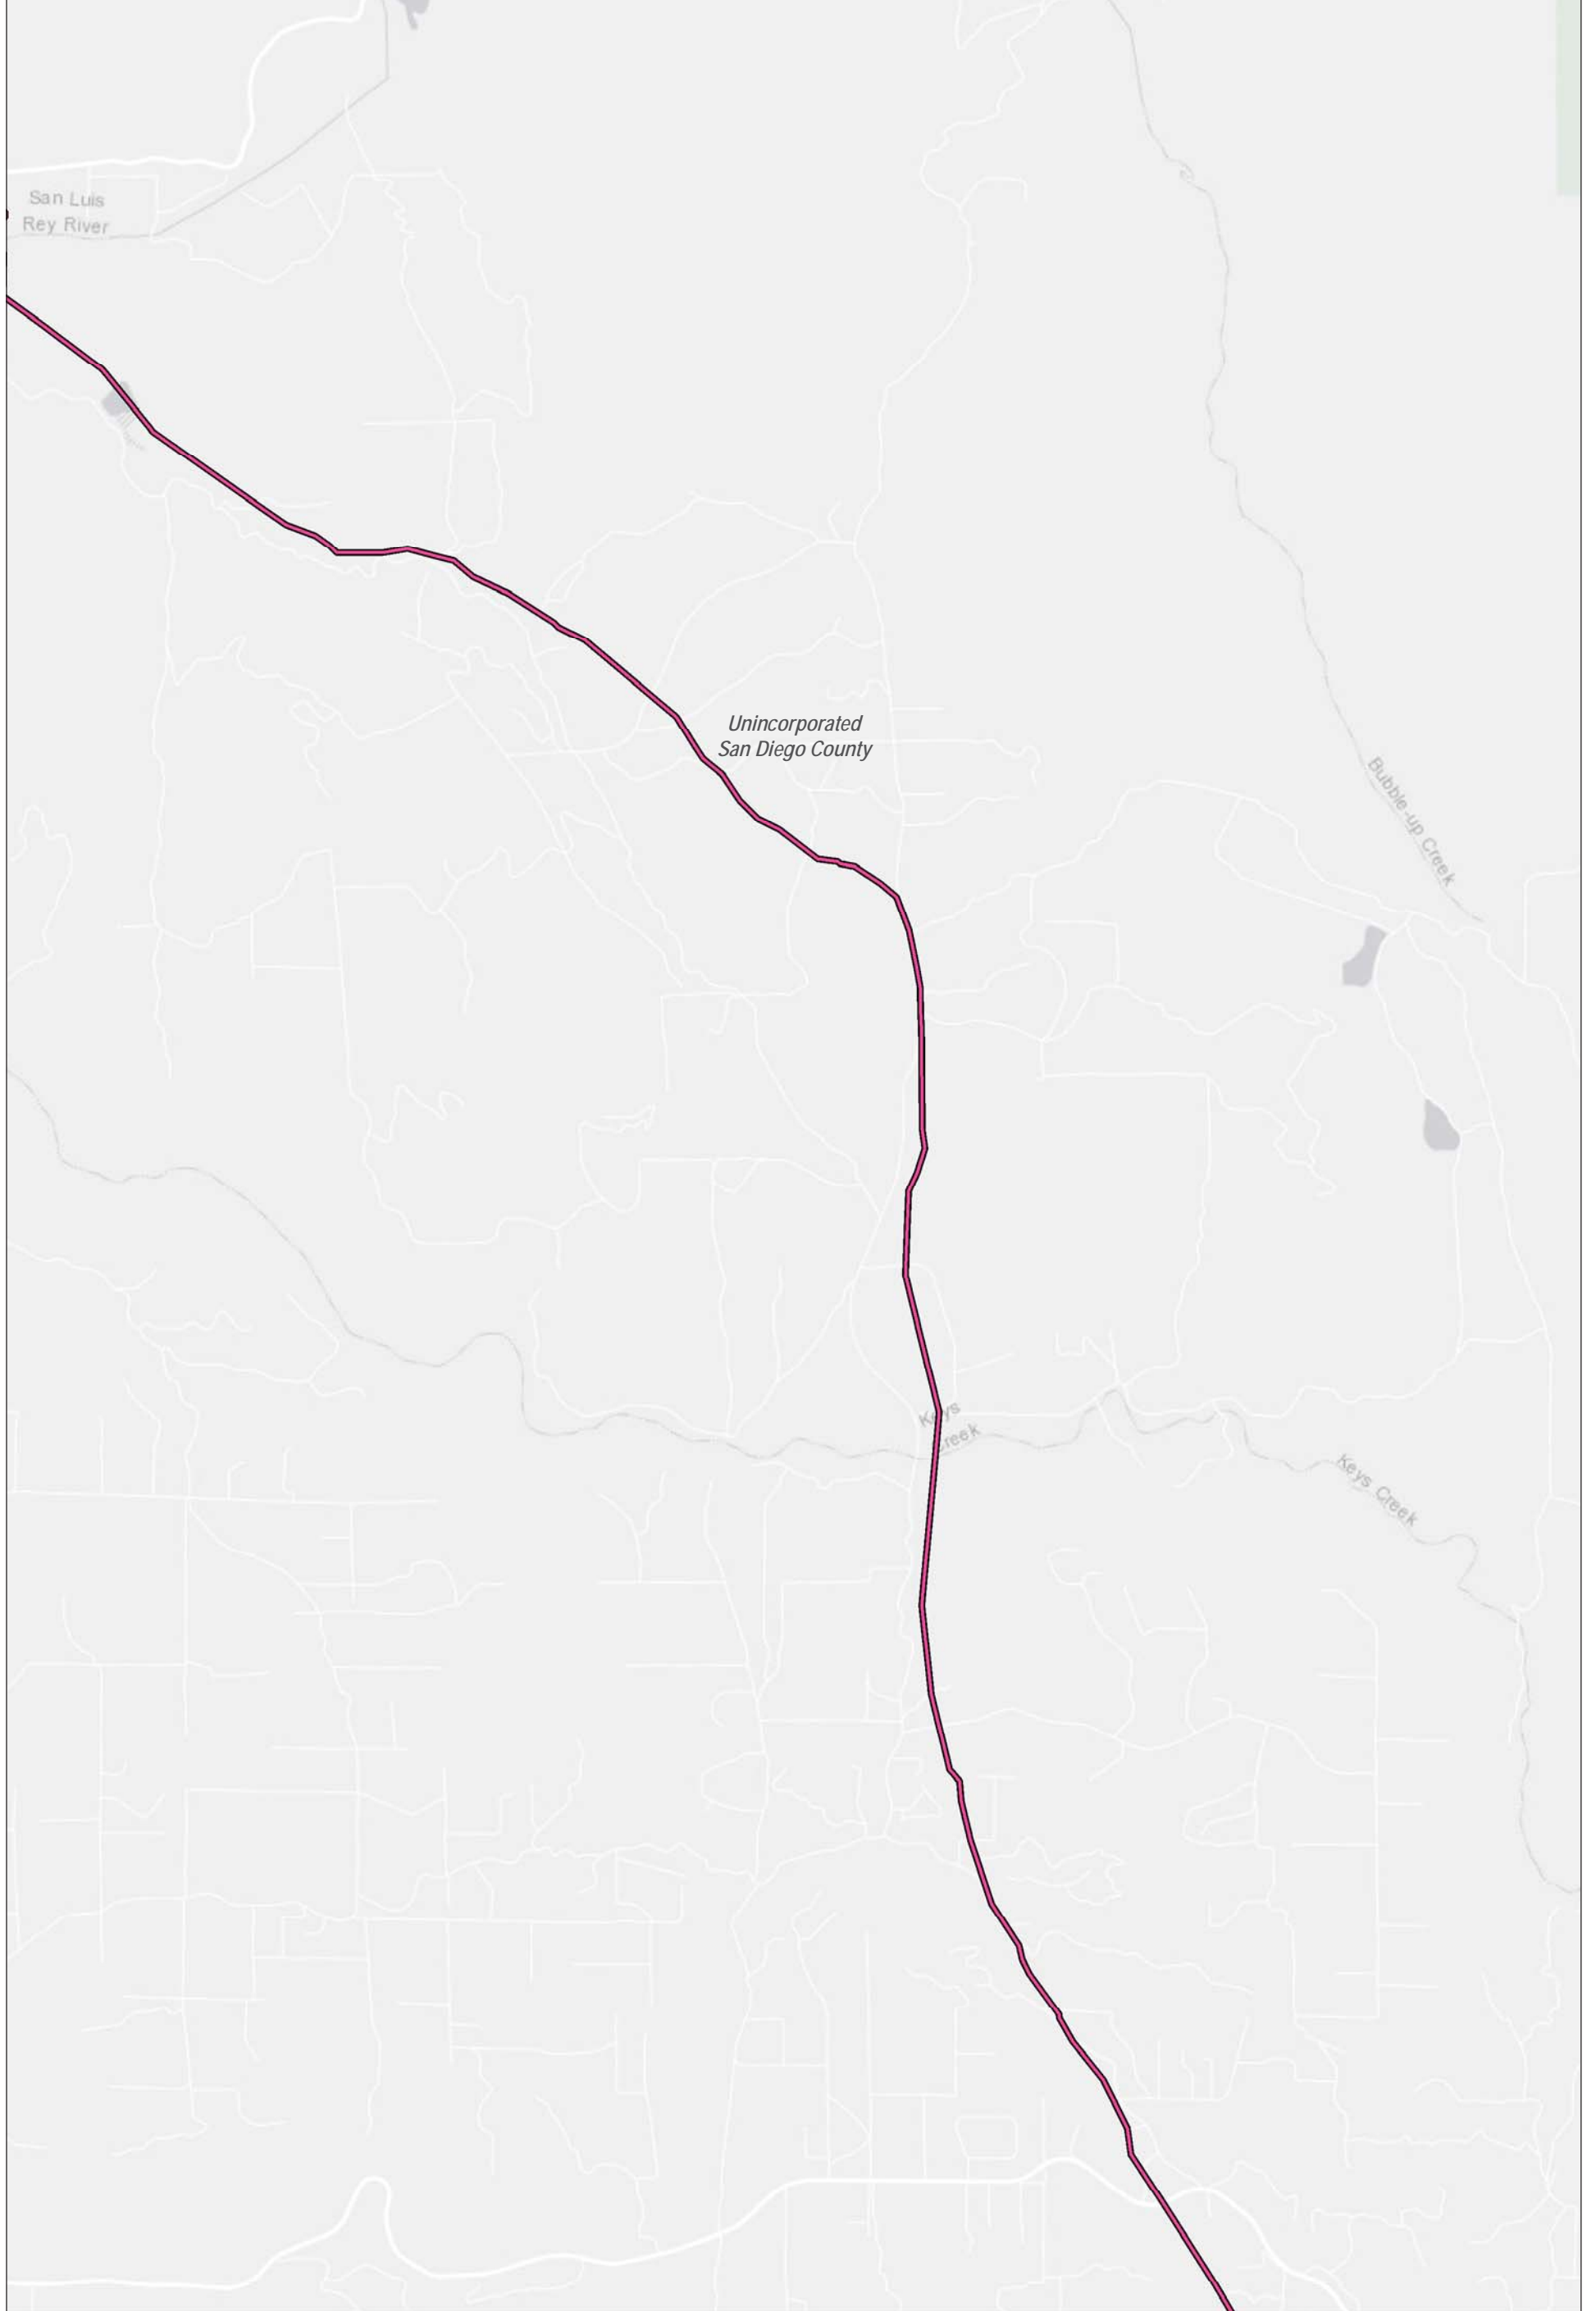 San Luis
Rey River
Unincorporated
San Diego County
Bubble-up Creek
Keys
Creek
Keys Creek